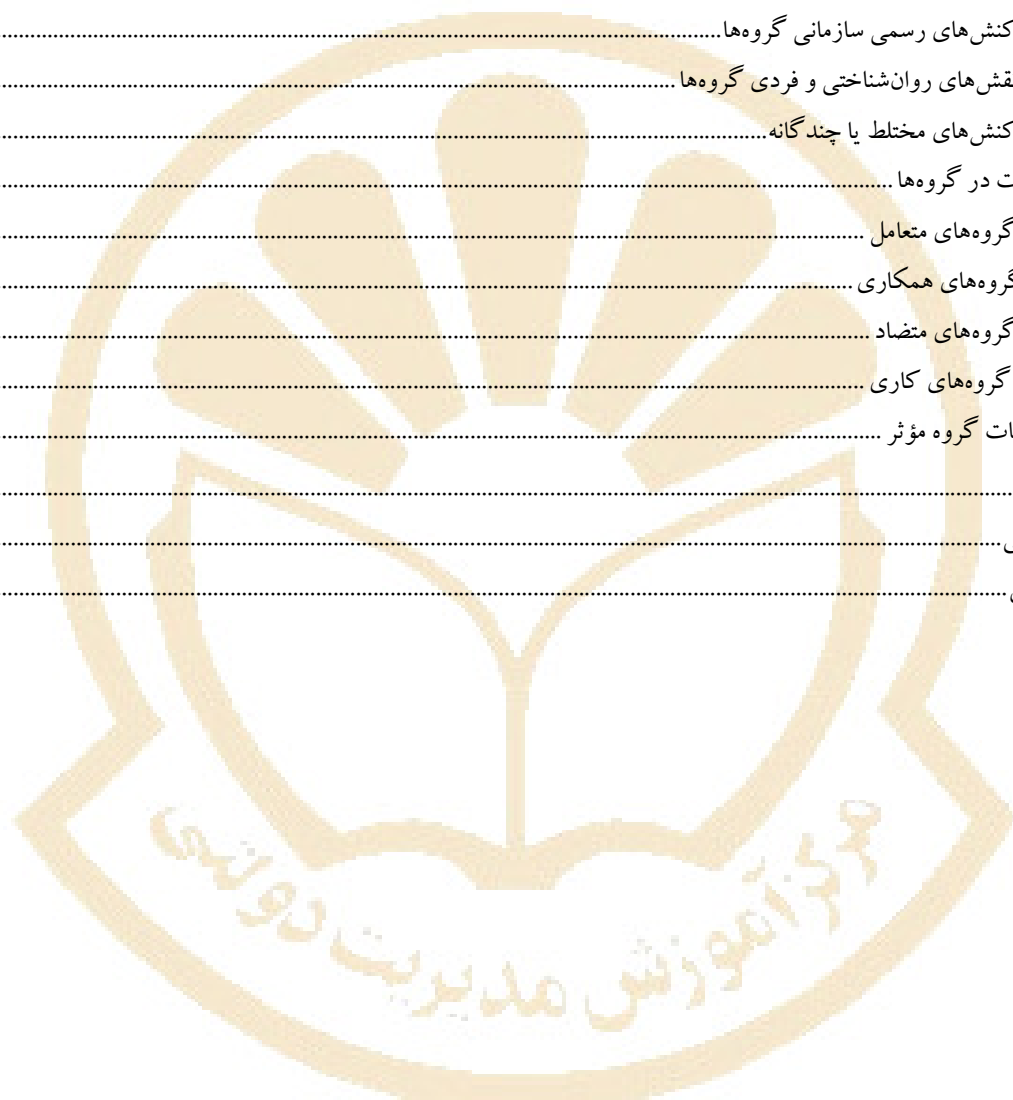 کنش‌های رسمی سازمانی گروه‌ها
نقش‌های روان‌شناختی و فردی گروه‌ها
کنش‌های مختلط یا چندگانه
ت در گروه‌ها
گروه‌های متعامل
گروه‌های همکاری
گروه‌های متضاد
گروه‌های کاری
ات گروه مؤثر
مرکز آموزش مدیریت دولتی